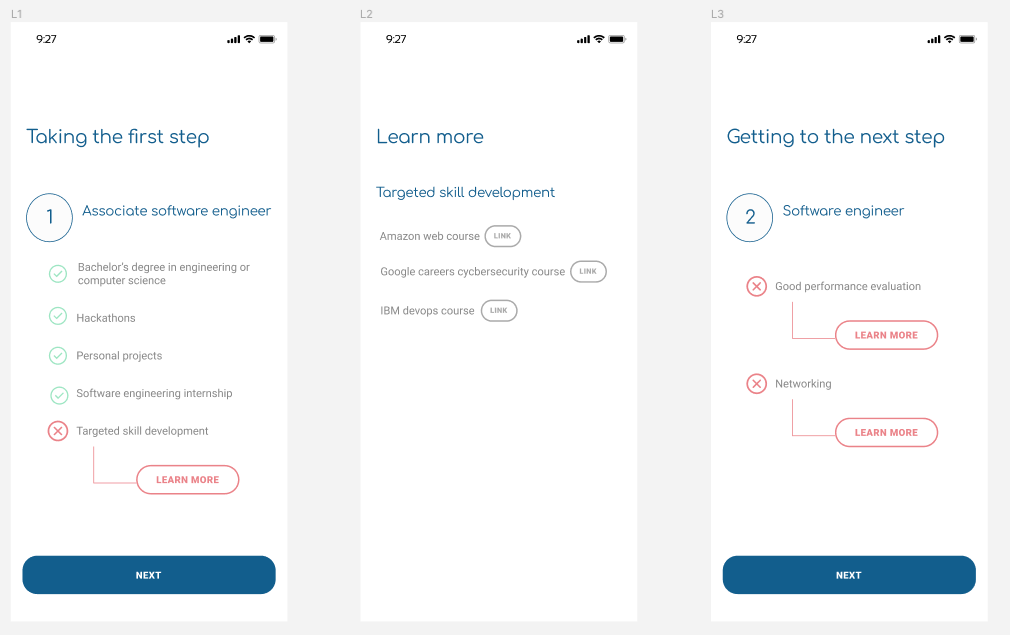 L1
9:27
Taking the first step
1
Associate software engineer
Bachelor's degree in engineering or
computer science
Hackathons
Personal projects
Software engineering internship
Targeted skill development
LEARN MORE
NEXT
L2
9:27
Learn more
Targeted skill development
Amazon web course LINK
Google careers cycbersecurity course LINK
IBM devops course LINK
L3
9:27
Getting to the next step
2
Software engineer
Good performance evaluation
LEARN MORE
Networking
LEARN MORE
NEXT